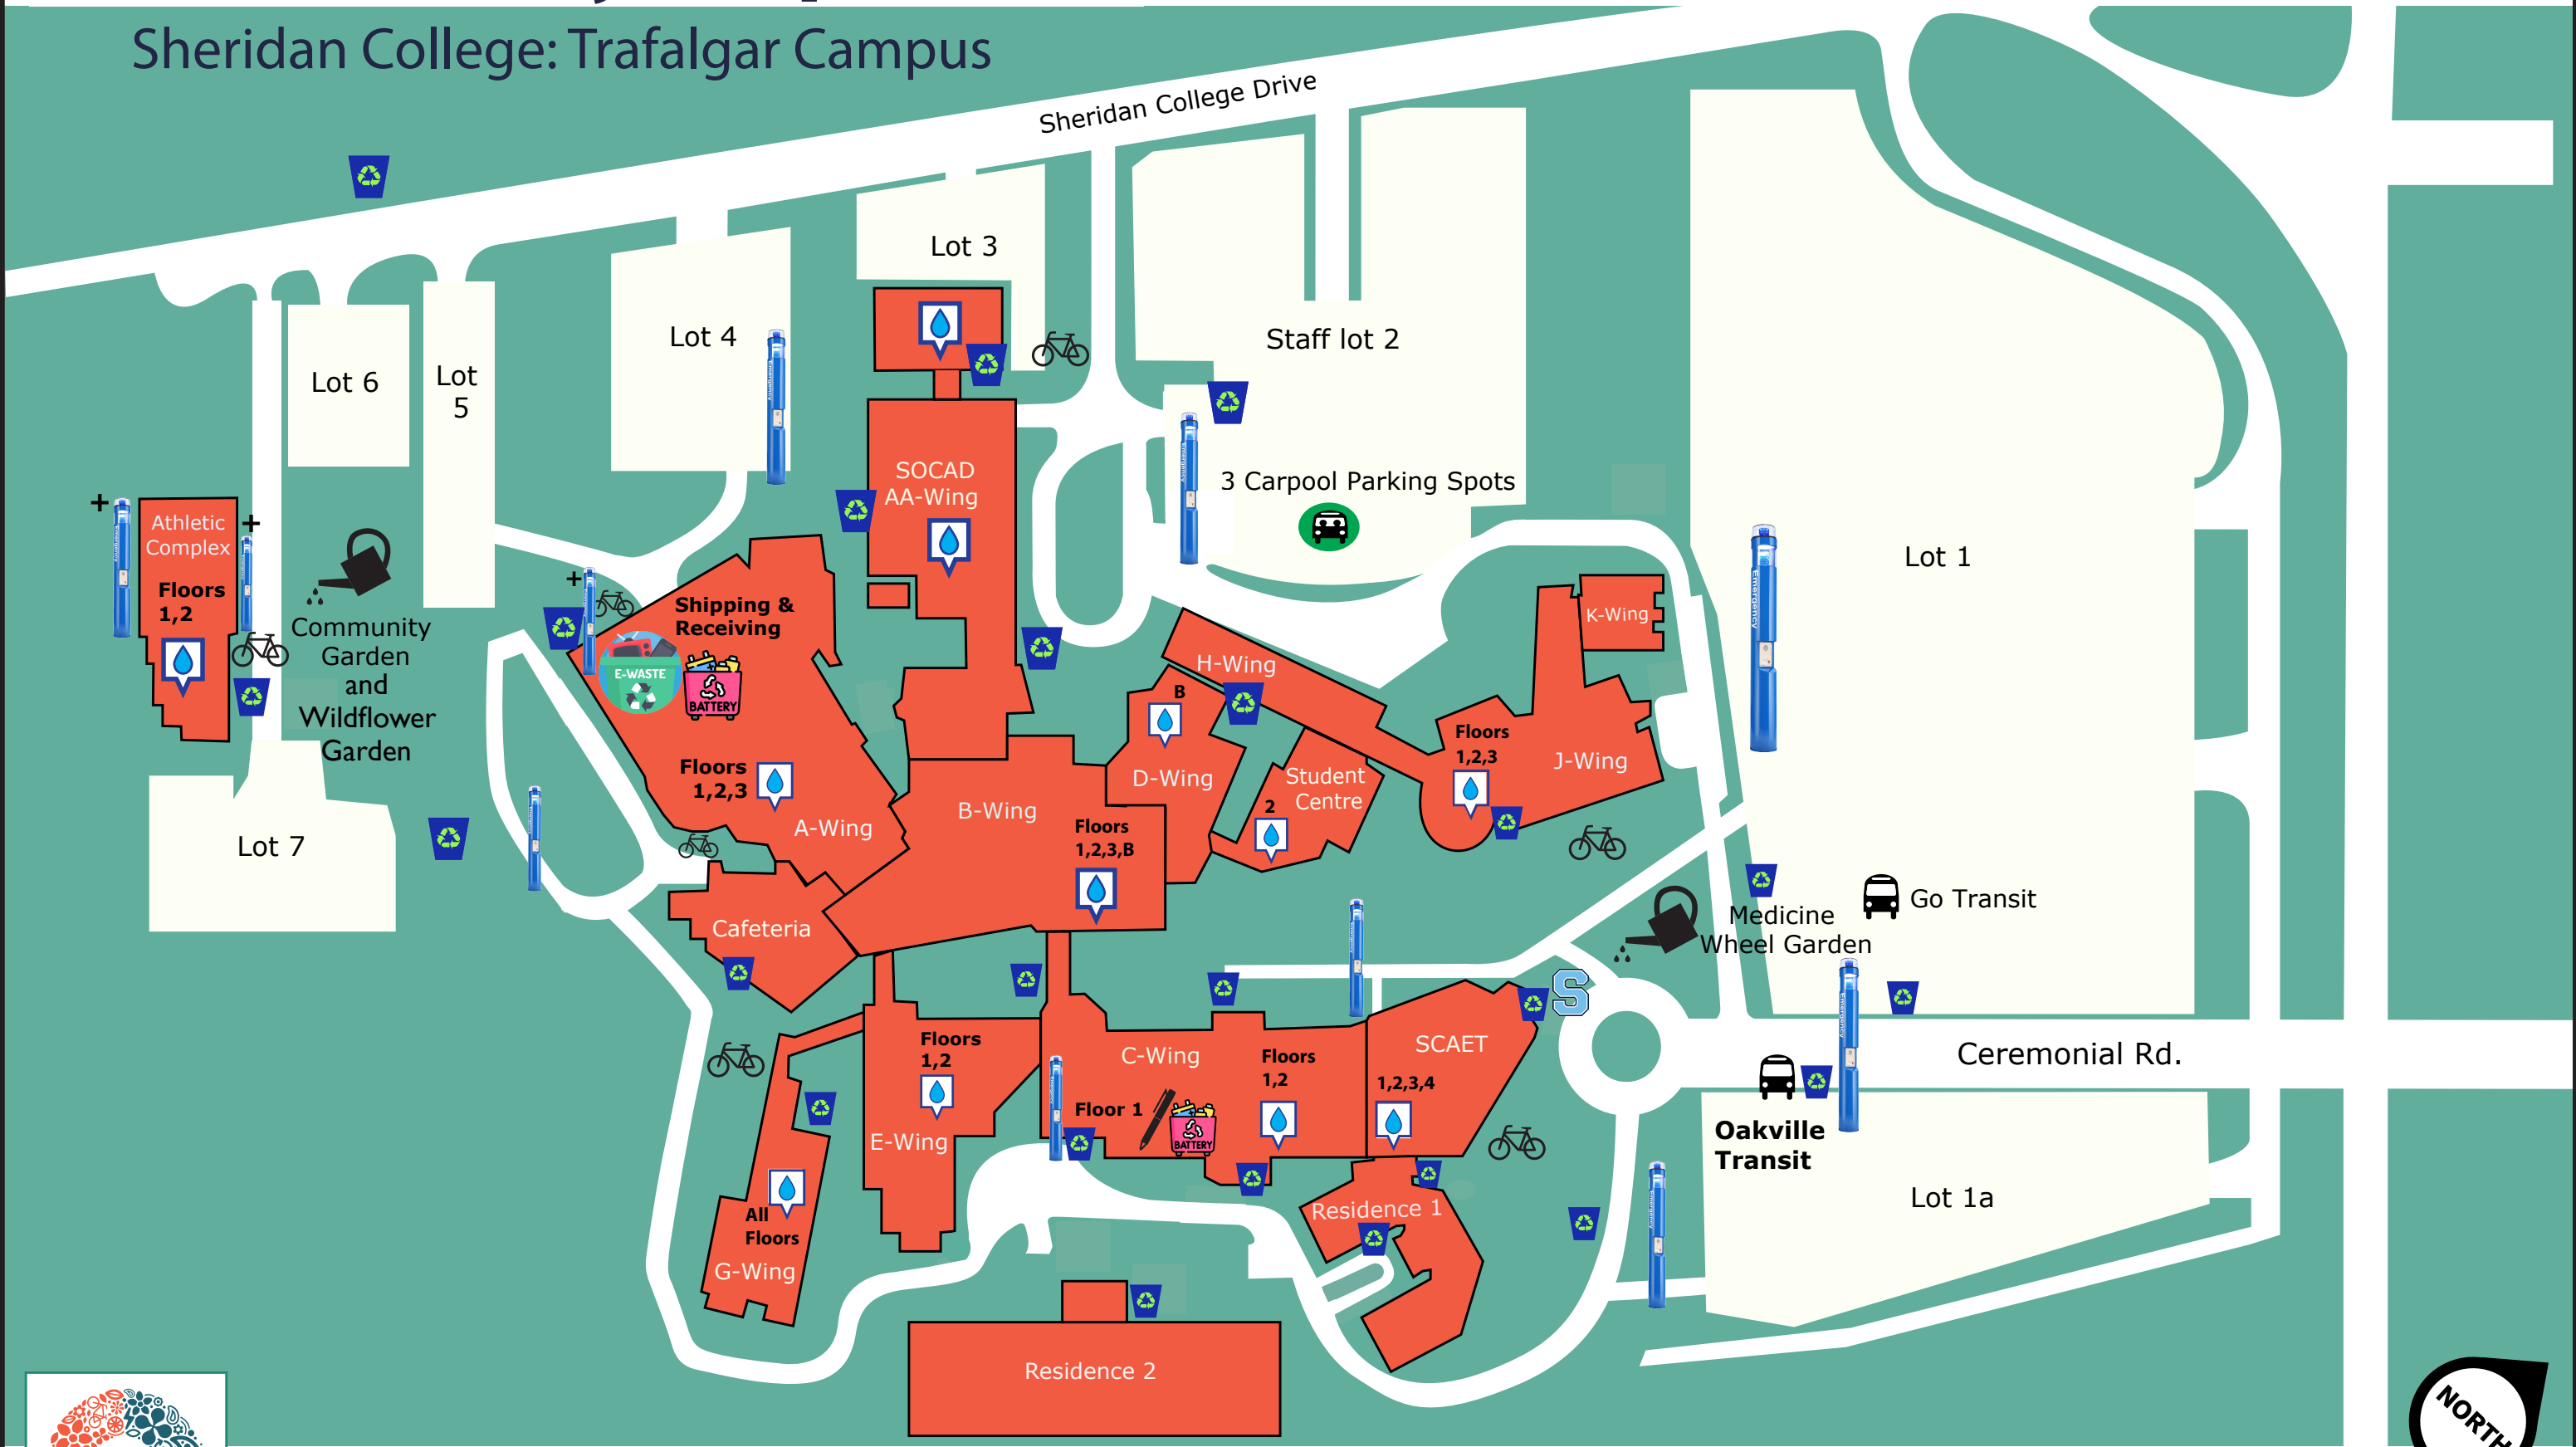 Sheridan College: Trafalgar Campus
Sheridan College Drive
Lot 3
Lot 4
Staff lot 2
Lot 6
Lot
5
3 Carpool Parking Spots
SOCAD
AA-Wing
Lot 1
+
+
Athletic
Complex
Floors
1,2
+
Community
Garden
and
Wildflower
Garden
Shipping &
Receiving
E-WASTE
BATTERY
K-Wing
H-Wing
B
D-Wing
Student
Centre
2
Floors
1,2,3
J-Wing
Floors
1,2,3
A-Wing
B-Wing
Floors
1,2,3,B
Lot 7
Cafeteria
Go Transit
Medicine
Wheel Garden
S
Emergency
Emergency
Emergency
Emergency
Floors
1,2
C-Wing
Floors
1,2
SCAET
1,2,3,4
Ceremonial Rd.
Floor 1
BATTERY
E-Wing
Oakville
Transit
Lot 1a
All
Floors
G-Wing
Residence 1
Residence 2
NORTH